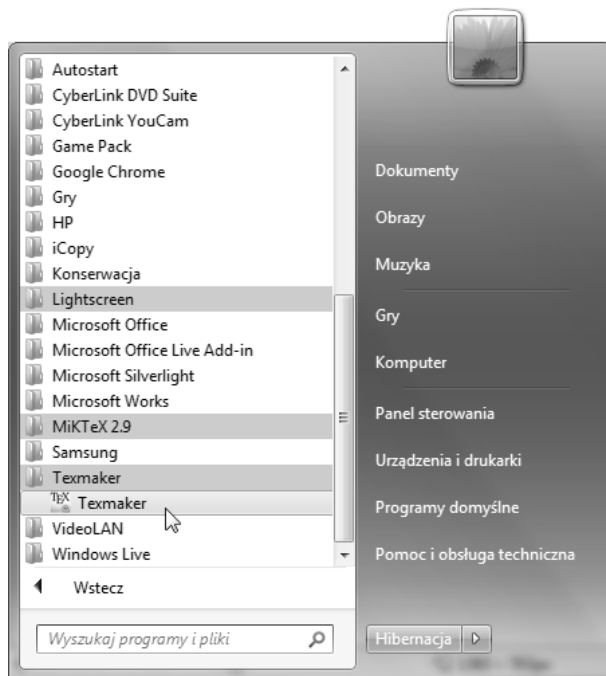 Autostart
CyberLink DVD Suite
CyberLink YouCam
Game Pack
Google Chrome
Gry
HP
iCopy
Konserwacja
Lightscreen
Microsoft Office
Microsoft Office Live Add-in
Microsoft Silverlight
Microsoft Works
MiKTeX 2.9
Samsung
Texmaker
TEX Texmaker
VideoLAN
Windows Live
Wstecz
Wyszukaj programy i pliki
Dokumenty
Obrazy
Muzyka
Gry
Komputer
Panel sterowania
Urządzenia i drukarki
Programy domyślne
Pomoc i obsługa techniczna
Hibernacja